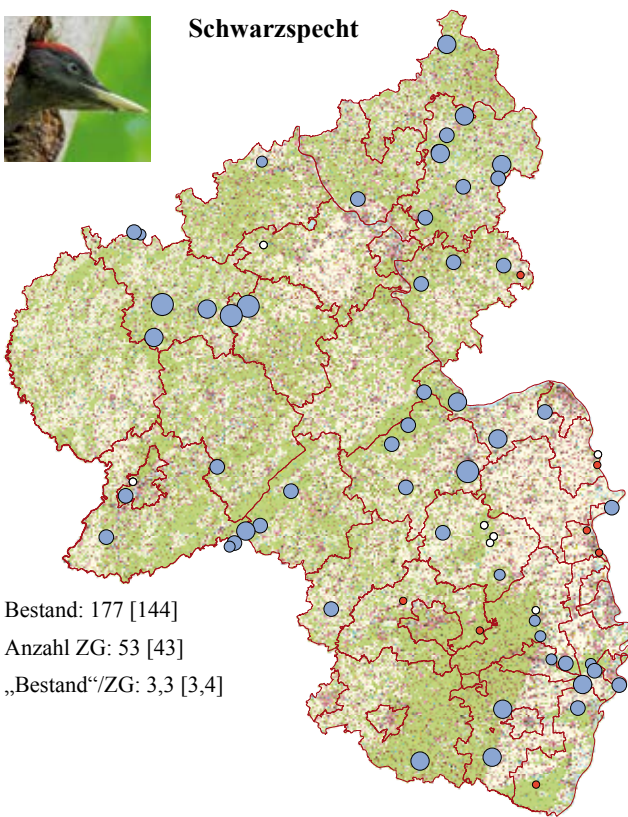 Schwarzspecht
Bestand: 177 [144]
Anzahl ZG: 53 [43]
„Bestand“/ZG: 3,3 [3,4]